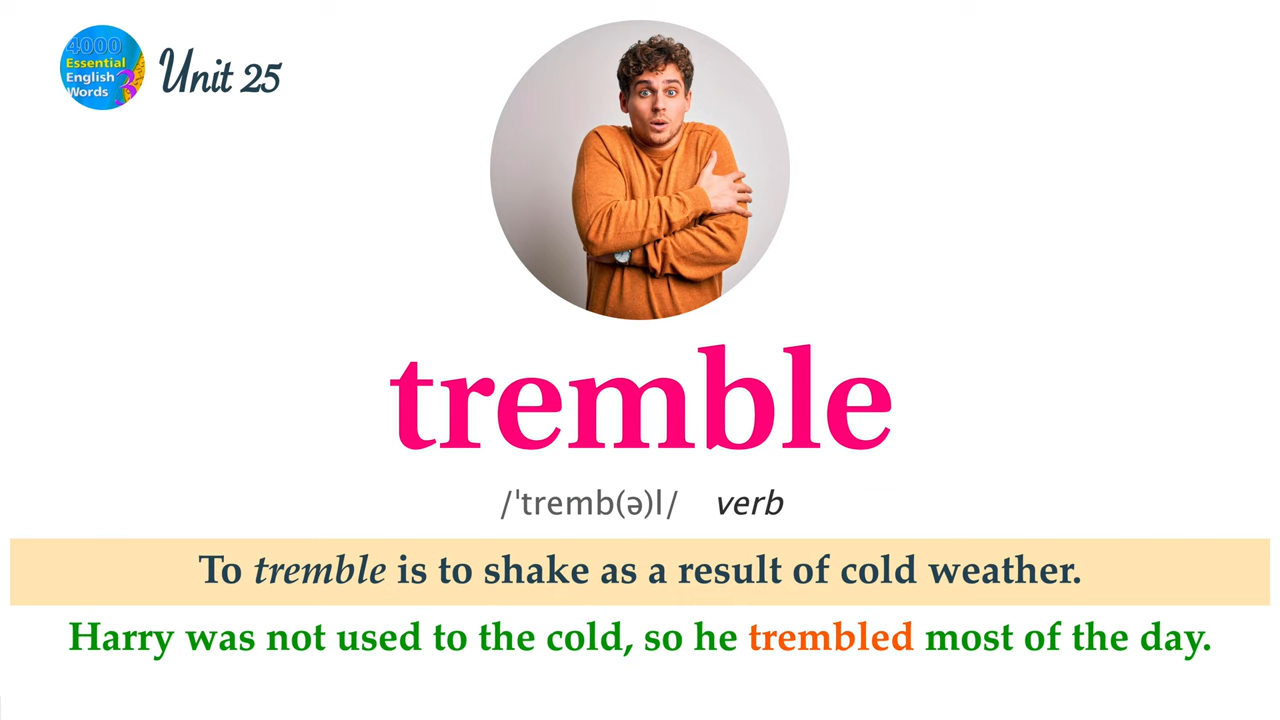 4000
Essential
English
Words 3
Unit 25
tremble
/ˈtremb(ə)l/ verb
To tremble is to shake as a result of cold weather.
Harry was not used to the cold, so he trembled most of the day.